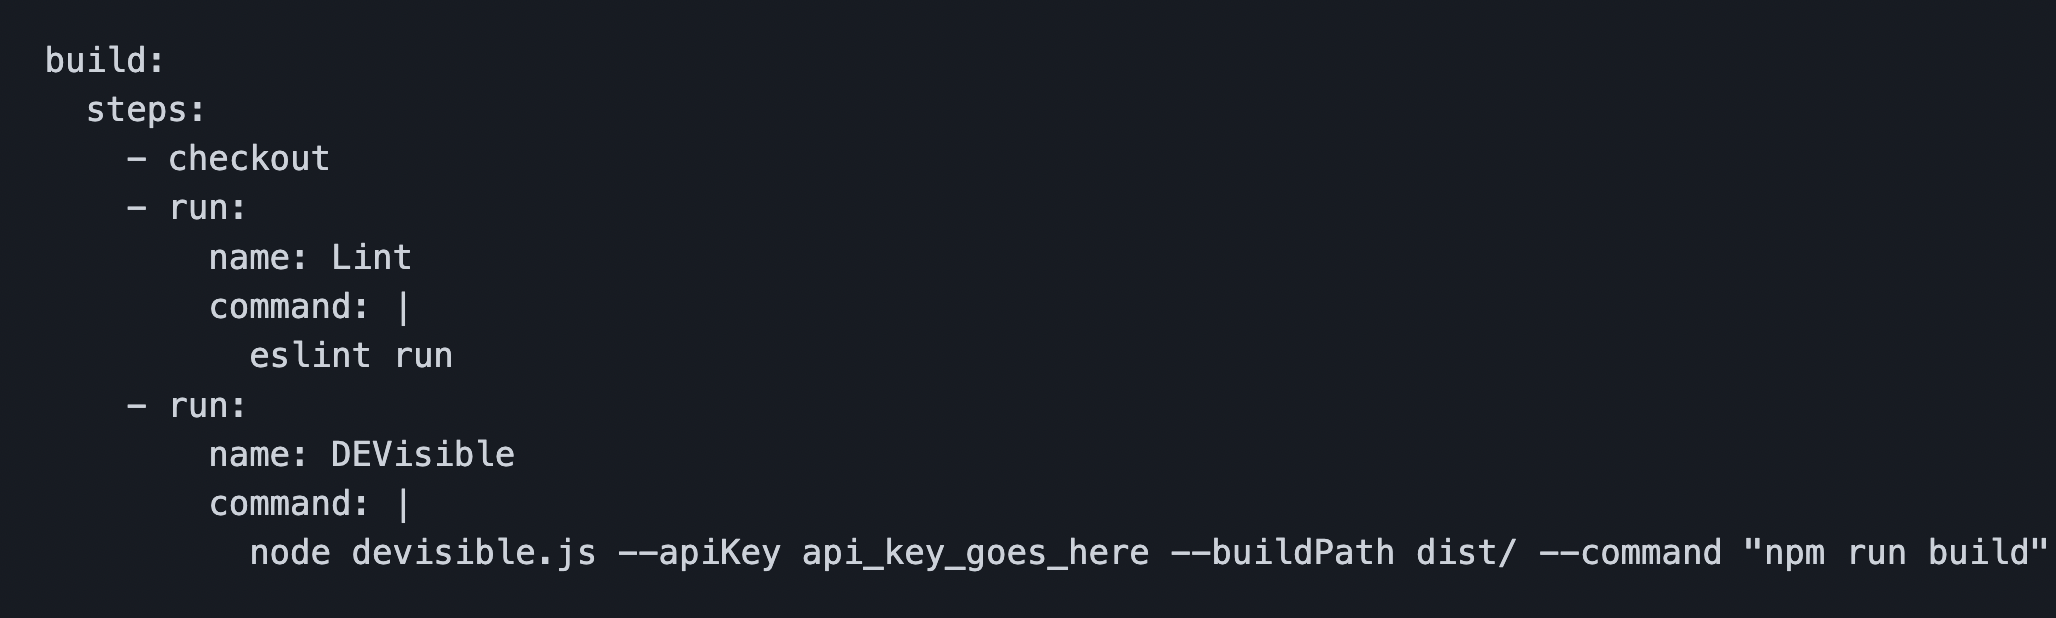 build:
  steps:
    - checkout
    - run:
        name: Lint
        command: |
          eslint run
    - run:
        name: DEVisible
        command: |
          node devisible.js --apiKey api_key_goes_here --buildPath dist/ --command "npm run build"